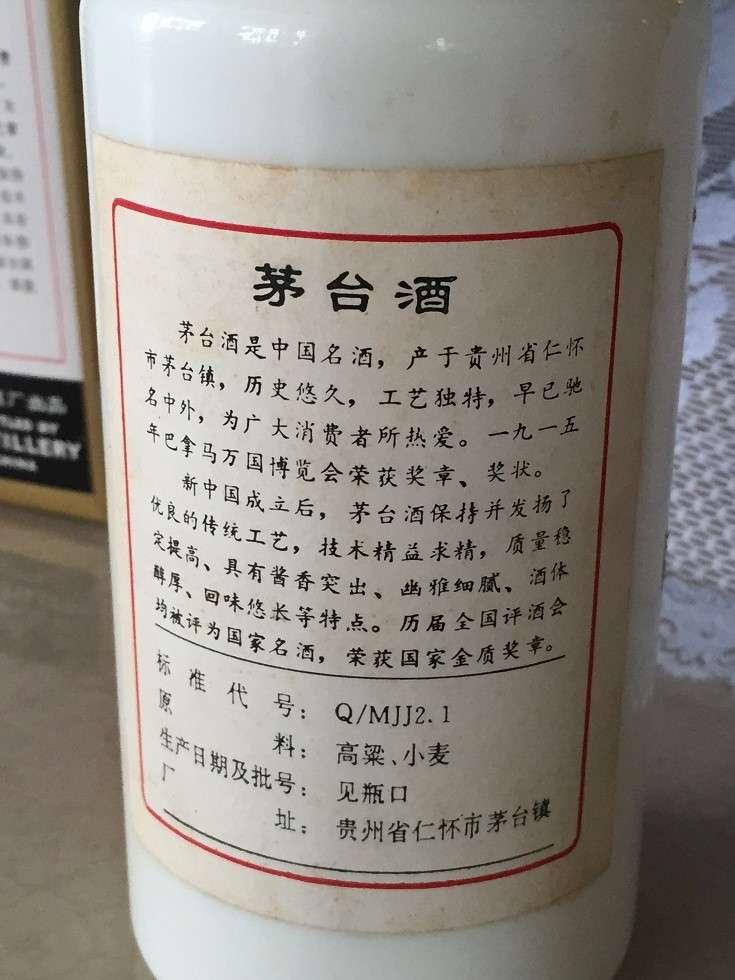 茅台酒
茅台酒是中国名酒，产于贵州省仁怀
市茅台镇，历史悠久，工艺独特，早已驰
名中外，为广大消费者所热爱。一九一五
年巴拿马万国博览会荣获奖章、奖状。
新中国成立后，茅台酒保持并发扬了
优良的传统工艺，技术精益求精，质量稳
定提高、具有酱香突出、幽雅细腻、酒体
醇厚、回味悠长等特点。历届全国评酒会
均被评为国家名酒，荣获国家金质奖章。
标准代号：Q/MJJ2.1
原料：高粱、小麦
生产日期及批号：见瓶口
厂址：贵州省仁怀市茅台镇
厂出品
BY
TILLERY